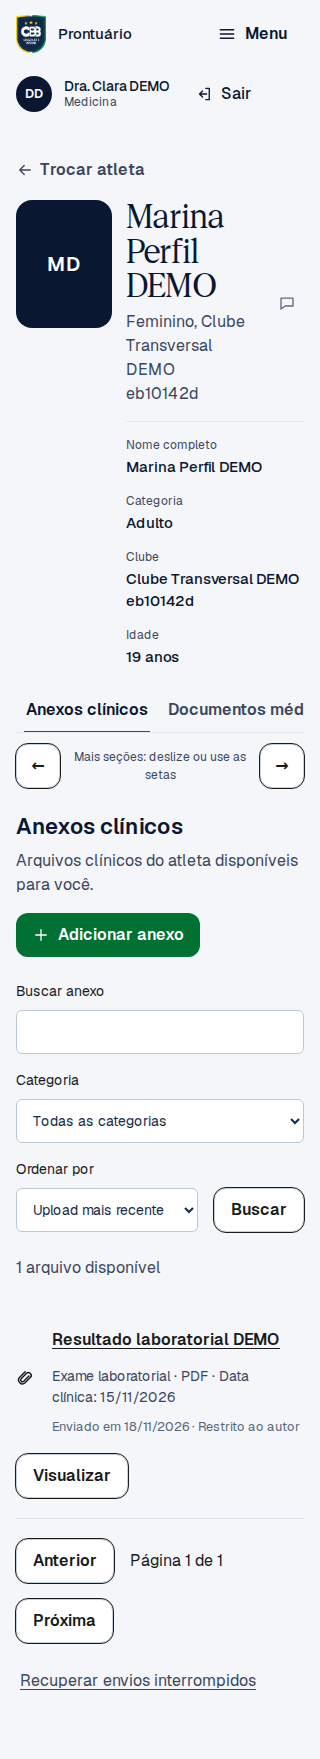 CBB
Prontuário
Menu
DD
Dra. Clara DEMO
Medicina
Sair
← Trocar atleta
MD
Marina
Perfil
DEMO
Feminino, Clube
Transversal
DEMO
eb10142d
Nome completo
Marina Perfil DEMO
Categoria
Adulto
Clube
Clube Transversal DEMO
eb10142d
Idade
19 anos
Anexos clínicos
Documentos méd
←
Mais seções: deslize ou use as
setas
→
Anexos clínicos
Arquivos clínicos do atleta disponíveis
para você.
+ Adicionar anexo
Buscar anexo
Categoria
Todas as categorias
Ordenar por
Upload mais recente
Buscar
1 arquivo disponível
Resultado laboratorial DEMO
Exame laboratorial · PDF · Data
clínica: 15/11/2026
Enviado em 18/11/2026 · Restrito ao autor
Visualizar
Anterior
Página 1 de 1
Próxima
Recuperar envios interrompidos